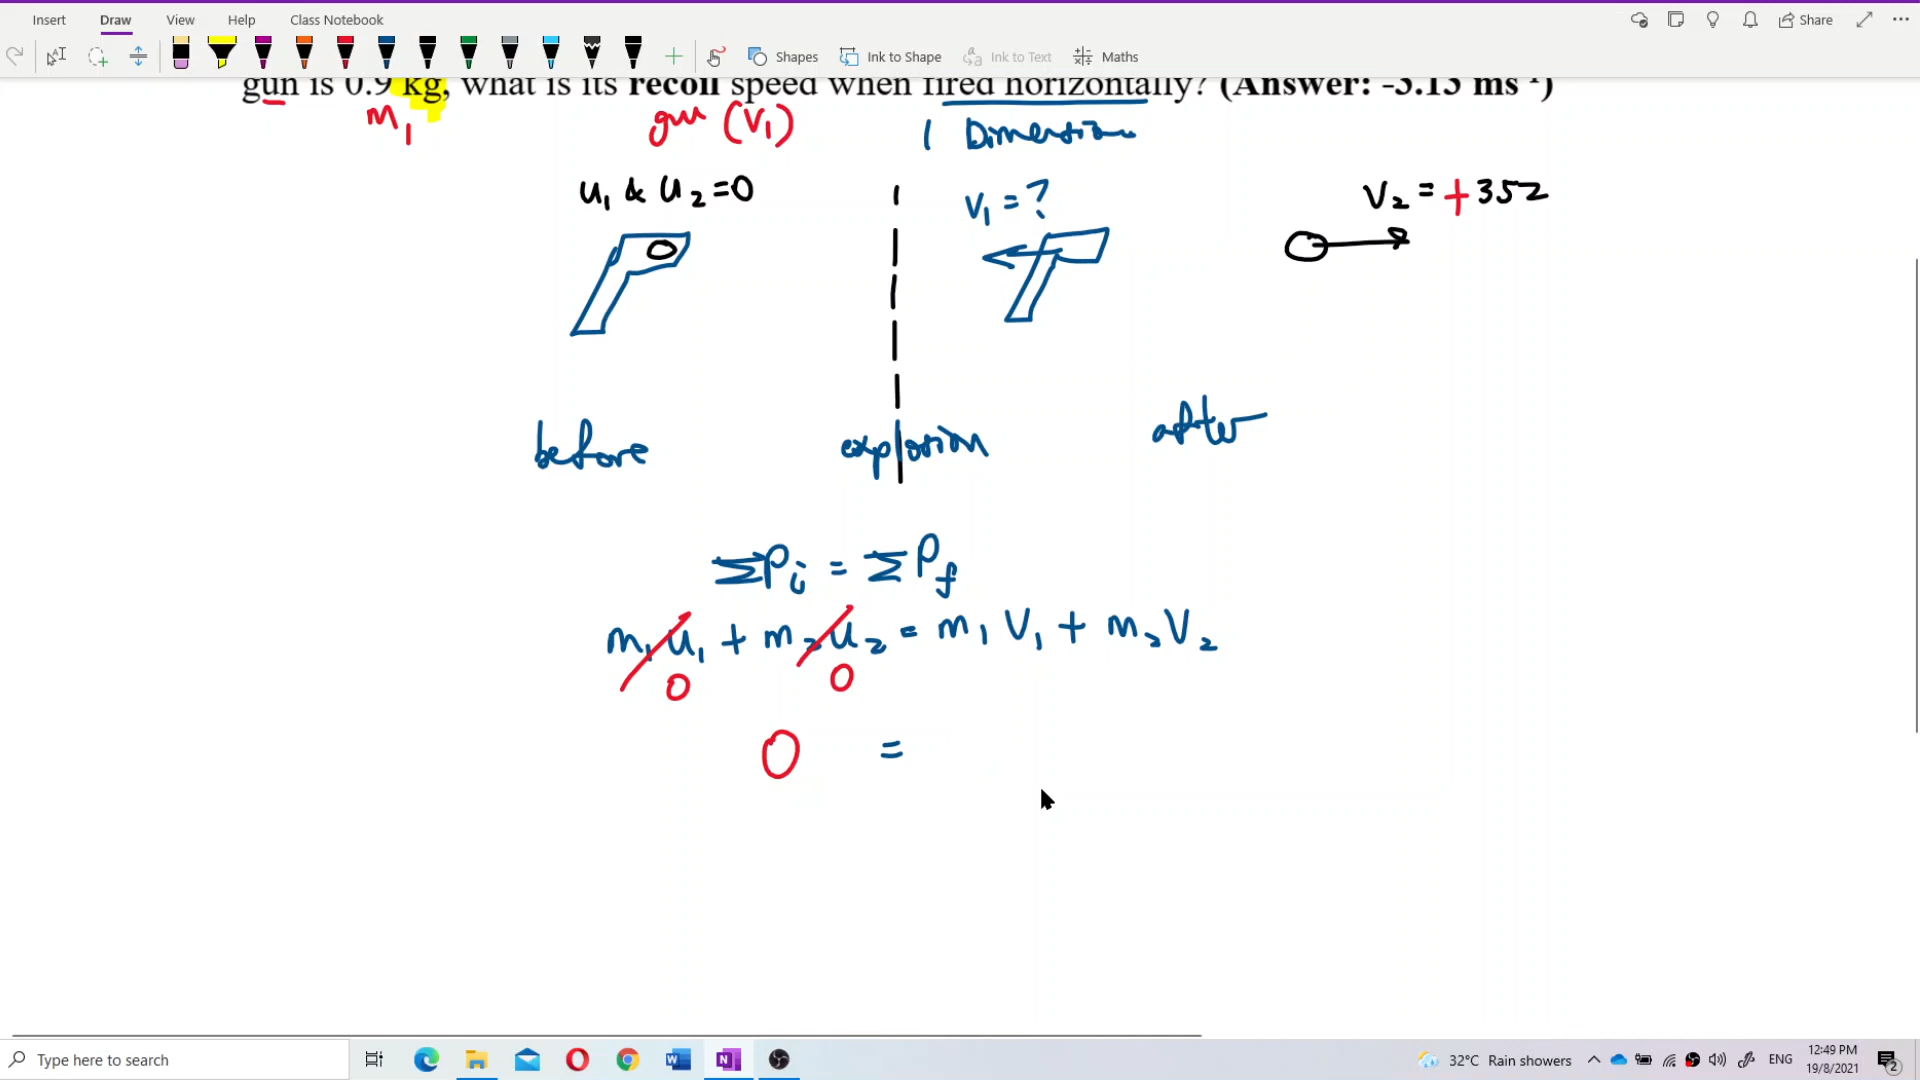 Insert Draw View Help Class Notebook Share
Shapes Ink to Shape Ink to Text Maths
gun is 0.9 kg, what is its recoil speed when fired horizontally? (Answer: -3.13 ms⁻¹)
m₁ gun (V₁) 1 Dimension
u₁ & u₂ =0 V₁ = ? V₂ = +352
before explosion after
ΣPi = ΣPf
m₁u₁ + m₂u₂ = m₁V₁ + m₂V₂
0 0
0 =
Type here to search 32°C Rain showers ENG 12:49 PM
19/8/2021 2